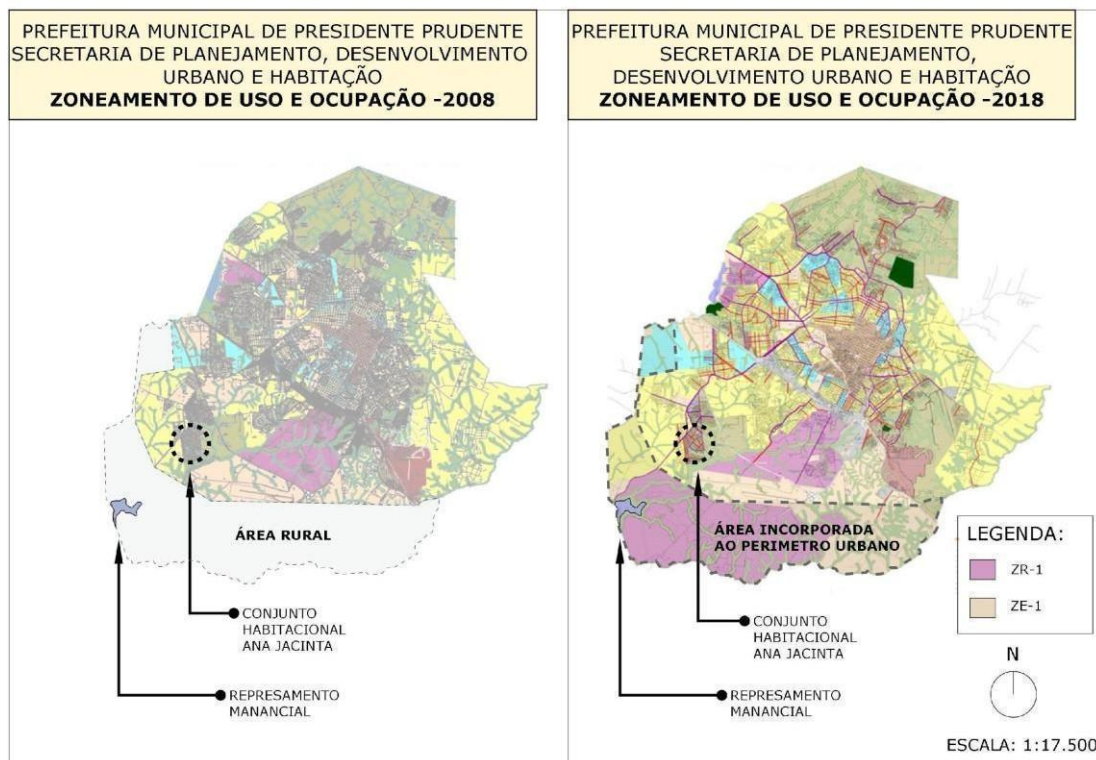 PREFEITURA MUNICIPAL DE PRESIDENTE PRUDENTE
SECRETARIA DE PLANEJAMENTO, DESENVOLVIMENTO
URBANO E HABITAÇÃO
ZONEAMENTO DE USO E OCUPAÇÃO -2008
ÁREA RURAL
CONJUNTO
HABITACIONAL
ANA JACINTA
REPRESAMENTO
MANANCIAL
PREFEITURA MUNICIPAL DE PRESIDENTE PRUDENTE
SECRETARIA DE PLANEJAMENTO,
DESENVOLVIMENTO URBANO E HABITAÇÃO
ZONEAMENTO DE USO E OCUPAÇÃO -2018
ÁREA INCORPORADA
AO PERIMETRO URBANO
CONJUNTO
HABITACIONAL
ANA JACINTA
REPRESAMENTO
MANANCIAL
LEGENDA:
ZR-1
ZE-1
N
ESCALA: 1:17.500